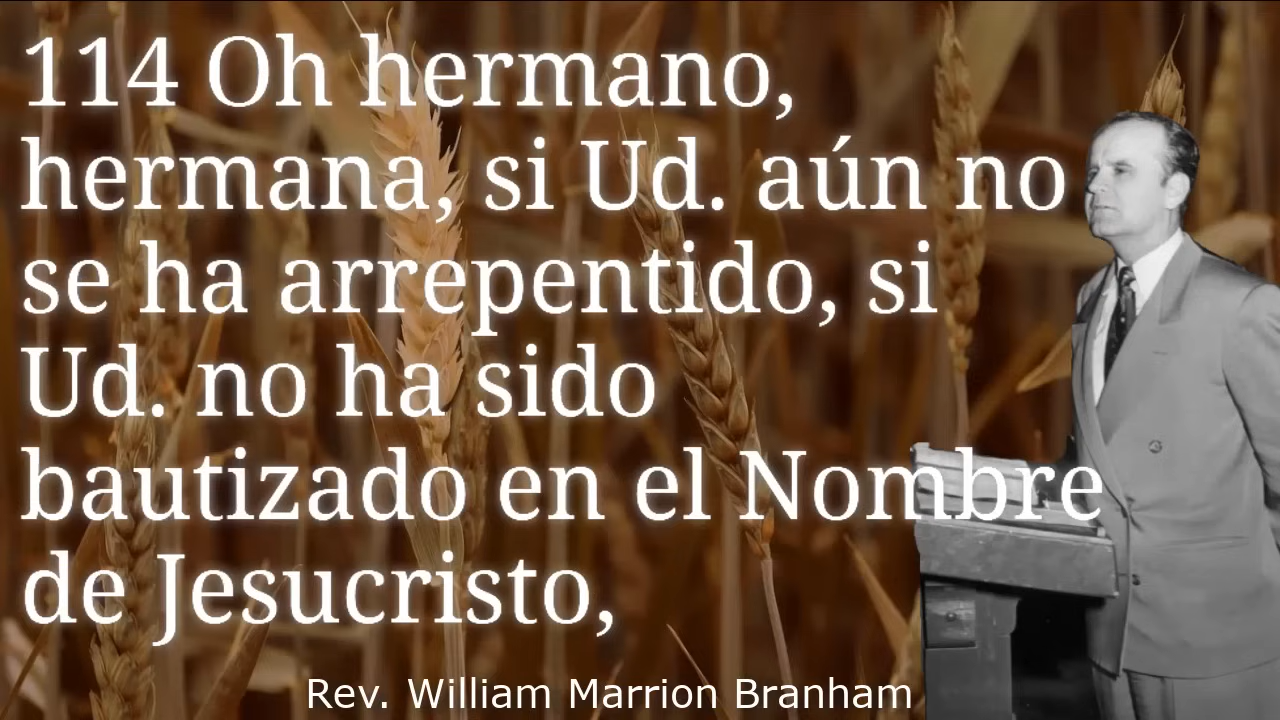 114 Oh hermano,
hermana, si Ud. aún no
se ha arrepentido, si
Ud. no ha sido
bautizado en el Nombre
de Jesucristo,
Rev. William Marrion Branham